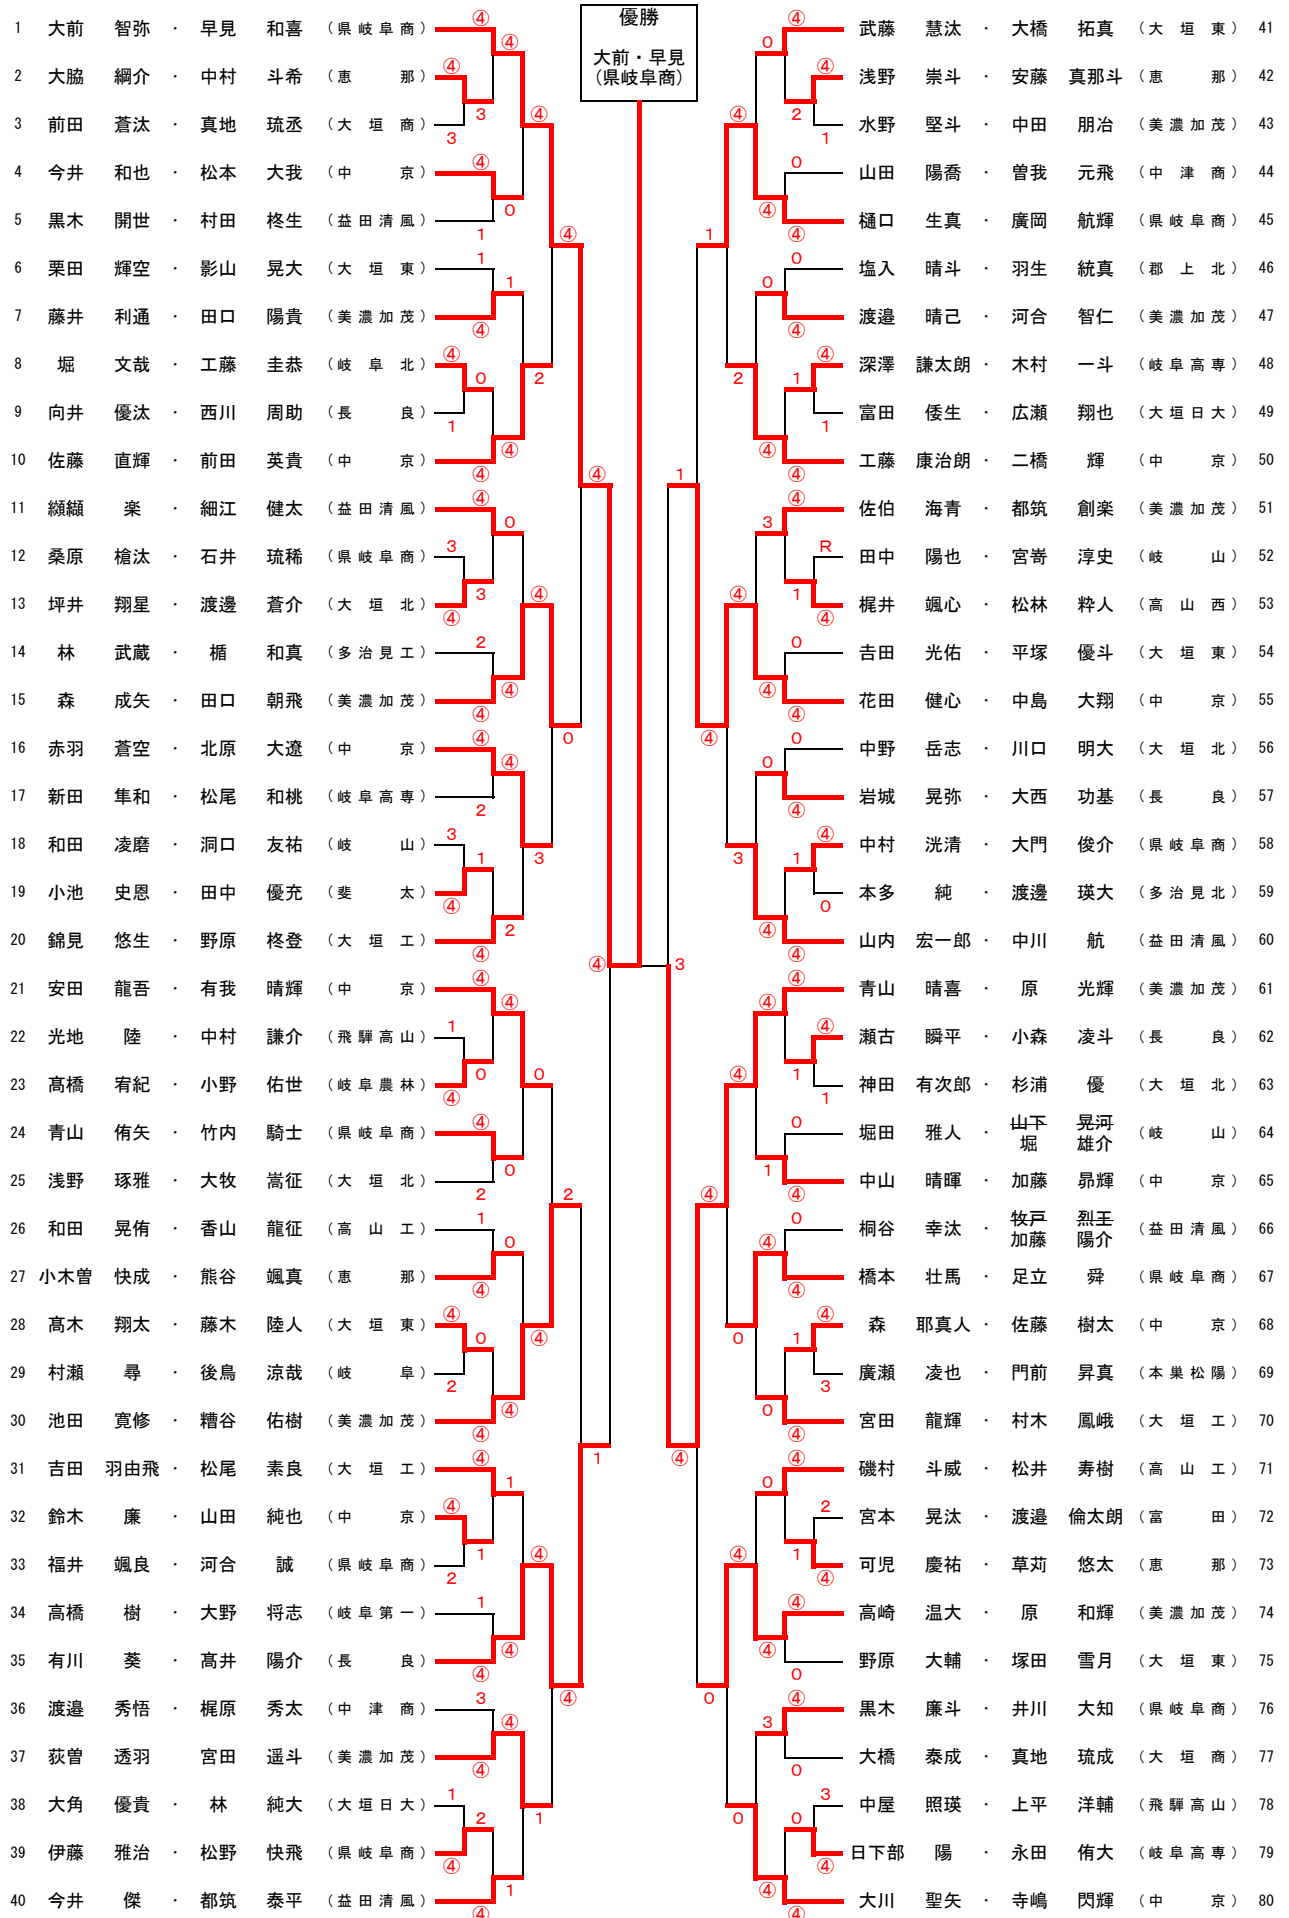 優勝
大前・早見
（県岐阜商）
1 大前 智弥 ・ 早見 和喜 （県岐阜商）
2 大脇 綱介 ・ 中村 斗希 （恵 那）
3 前田 蒼汰 ・ 真地 琉丞 （大垣商）
4 今井 和也 ・ 松本 大我 （中 京）
5 黒木 開世 ・ 村田 柊生 （益田清風）
6 栗田 輝空 ・ 影山 晃大 （大垣東）
7 藤井 利通 ・ 田口 陽貴 （美濃加茂）
8 堀 文哉 ・ 工藤 圭恭 （岐阜北）
9 向井 優汰 ・ 西川 周助 （長 良）
10 佐藤 直輝 ・ 前田 英貴 （中 京）
11 纐纈 楽 ・ 細江 健太 （益田清風）
12 桑原 槍汰 ・ 石井 琉稀 （県岐阜商）
13 坪井 翔星 ・ 渡邊 蒼介 （大垣北）
14 林 武蔵 ・ 楯 和真 （多治見工）
15 森 成矢 ・ 田口 朝飛 （美濃加茂）
16 赤羽 蒼空 ・ 北原 大遼 （中 京）
17 新田 隼和 ・ 松尾 和桃 （岐阜高専）
18 和田 凌磨 ・ 洞口 友祐 （岐 山）
19 小池 史恩 ・ 田中 優充 （斐 太）
20 錦見 悠生 ・ 野原 柊登 （大垣工）
21 安田 龍吾 ・ 有我 晴輝 （中 京）
22 光地 陸 ・ 中村 謙介 （飛騨高山）
23 髙橋 宥紀 ・ 小野 佑世 （岐阜農林）
24 青山 侑矢 ・ 竹内 騎士 （県岐阜商）
25 浅野 琢雅 ・ 大牧 嵩征 （大垣北）
26 和田 晃侑 ・ 香山 龍征 （高山工）
27 小木曽 快成 ・ 熊谷 颯真 （恵 那）
28 髙木 翔太 ・ 藤木 陸人 （大垣東）
29 村瀬 尋 ・ 後鳥 涼哉 （岐 阜）
30 池田 寛修 ・ 糟谷 佑樹 （美濃加茂）
31 吉田 羽由飛 ・ 松尾 素良 （大垣工）
32 鈴木 廉 ・ 山田 純也 （中 京）
33 福井 颯良 ・ 河合 誠 （県岐阜商）
34 高橋 樹 ・ 大野 将志 （岐阜第一）
35 有川 葵 ・ 髙井 陽介 （長 良）
36 渡邉 秀悟 ・ 梶原 秀太 （中津商）
37 荻曽 透羽 宮田 遥斗 （美濃加茂）
38 大角 優貴 ・ 林 純大 （大垣日大）
39 伊藤 雅治 ・ 松野 快飛 （県岐阜商）
40 今井 傑 ・ 都筑 泰平 （益田清風）
武藤 慧汰 ・ 大橋 拓真 （大垣東） 41
浅野 崇斗 ・ 安藤 真那斗 （恵 那） 42
水野 堅斗 ・ 中田 朋冶 （美濃加茂） 43
山田 陽喬 ・ 曽我 元飛 （中津商） 44
樋口 生真 ・ 廣岡 航輝 （県岐阜商） 45
塩入 晴斗 ・ 羽生 統真 （郡上北） 46
渡邉 晴己 ・ 河合 智仁 （美濃加茂） 47
深澤 謙太朗 ・ 木村 一斗 （岐阜高専） 48
富田 倭生 ・ 広瀬 翔也 （大垣日大） 49
工藤 康治朗 ・ 二橋 輝 （中 京） 50
佐伯 海青 ・ 都筑 創楽 （美濃加茂） 51
田中 陽也 ・ 宮嵜 淳史 （岐 山） 52
梶井 颯心 ・ 松林 粋人 （高山西） 53
吉田 光佑 ・ 平塚 優斗 （大垣東） 54
花田 健心 ・ 中島 大翔 （中 京） 55
中野 岳志 ・ 川口 明大 （大垣北） 56
岩城 晃弥 ・ 大西 功基 （長 良） 57
中村 洸清 ・ 大門 俊介 （県岐阜商） 58
本多 純 ・ 渡邊 瑛大 （多治見北） 59
山内 宏一郎 ・ 中川 航 （益田清風） 60
青山 晴喜 ・ 原 光輝 （美濃加茂） 61
瀬古 瞬平 ・ 小森 凌斗 （長 良） 62
神田 有次郎 ・ 杉浦 優 （大垣北） 63
山下 晃河
堀田 雅人 ・ 堀 雄介 （岐 山） 64
中山 晴暉 ・ 加藤 昴輝 （中 京） 65
牧戸 烈王
桐谷 幸汰 ・ 加藤 陽介 （益田清風） 66
橋本 壮馬 ・ 足立 舜 （県岐阜商） 67
森 耶真人 ・ 佐藤 樹太 （中 京） 68
廣瀬 凌也 ・ 門前 昇真 （本巣松陽） 69
宮田 龍輝 ・ 村木 鳳峨 （大垣工） 70
磯村 斗威 ・ 松井 寿樹 （高山工） 71
宮本 晃汰 ・ 渡邉 倫太朗 （富 田） 72
可児 慶祐 ・ 草苅 悠太 （恵 那） 73
高崎 温大 ・ 原 和輝 （美濃加茂） 74
野原 大輔 ・ 塚田 雪月 （大垣東） 75
黒木 廉斗 ・ 井川 大知 （県岐阜商） 76
大橋 泰成 ・ 真地 琉成 （大垣商） 77
中屋 照瑛 ・ 上平 洋輔 （飛騨高山） 78
日下部 陽 ・ 永田 侑大 （岐阜高専） 79
大川 聖矢 ・ 寺嶋 閃輝 （中 京） 80